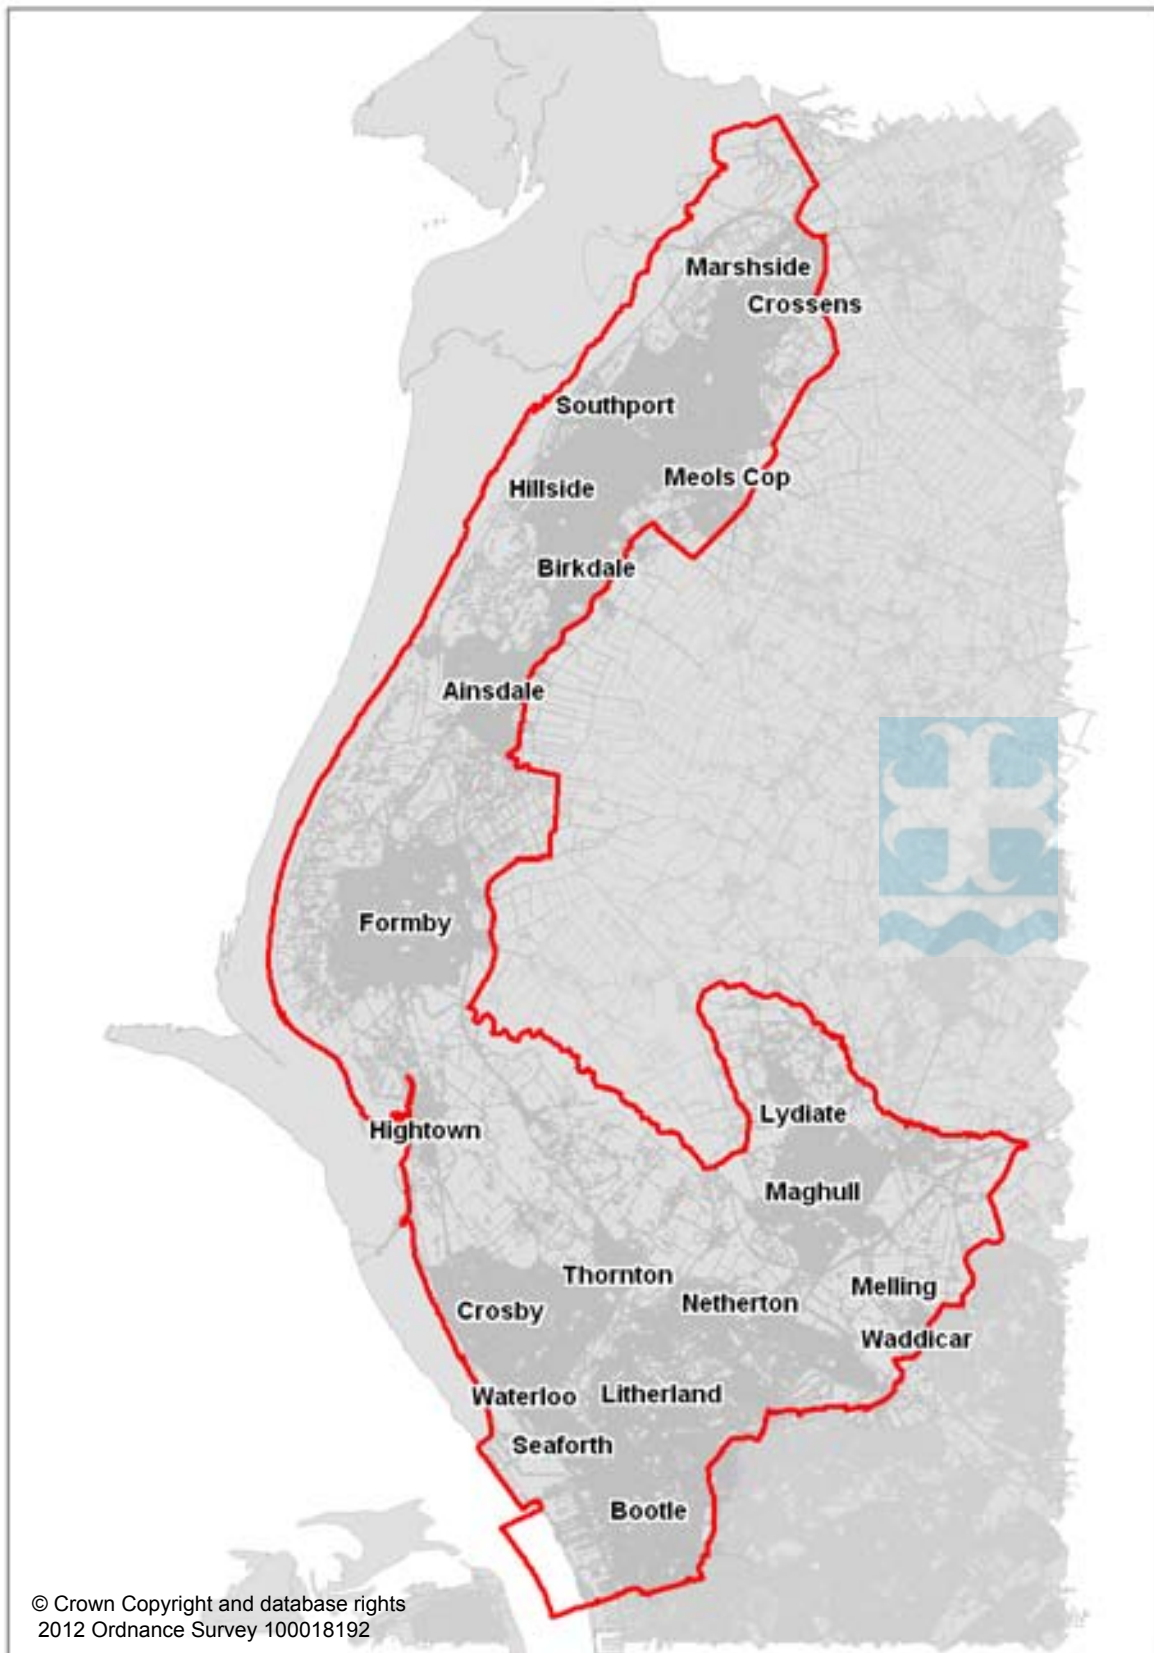 Marshside
Crossens
Southport
Meols Cop
Hillside
Birkdale
Ainsdale
Formby
Lydiate
Hightown
Maghull
Thornton
Melling
Netherton
Crosby
Waddicar
Waterloo
Litherland
Seaforth
Bootle
© Crown Copyright and database rights
2012 Ordnance Survey 100018192